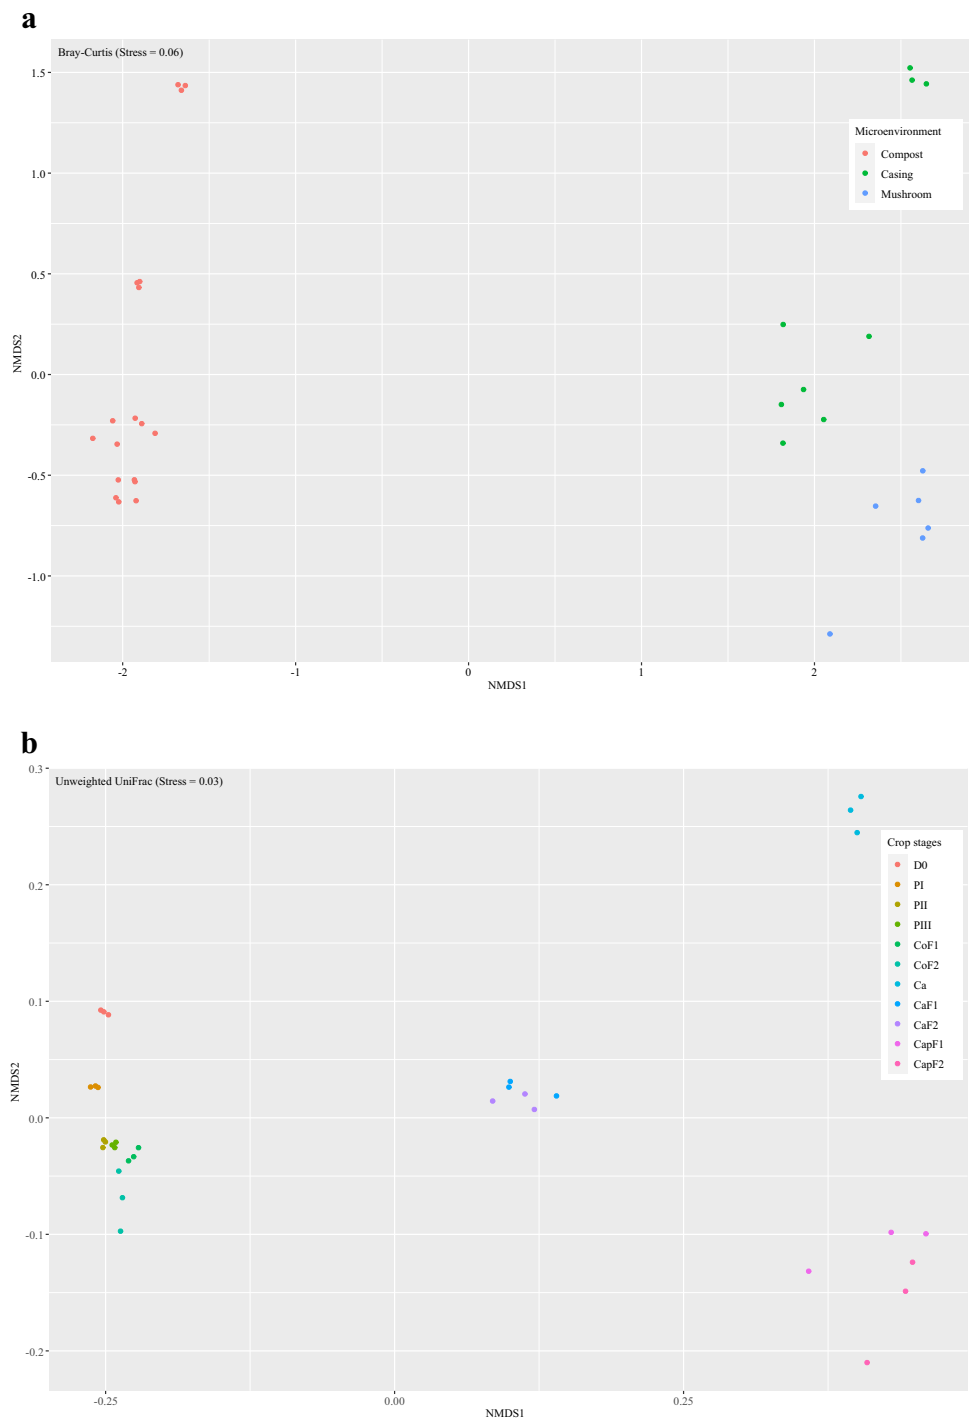 a
Bray-Curtis (Stress = 0.06)
1.5
1.0
0.5
0.0
-0.5
-1.0
NMDS2
-2
-1
0
1
2
NMDS1
Microenvironment
Compost
Casing
Mushroom
b
Unweighted UniFrac (Stress = 0.03)
0.3
0.2
0.1
0.0
-0.1
-0.2
NMDS2
-0.25
0.00
0.25
NMDS1
Crop stages
D0
PI
PII
PIII
CoF1
CoF2
Ca
CaF1
CaF2
CapF1
CapF2